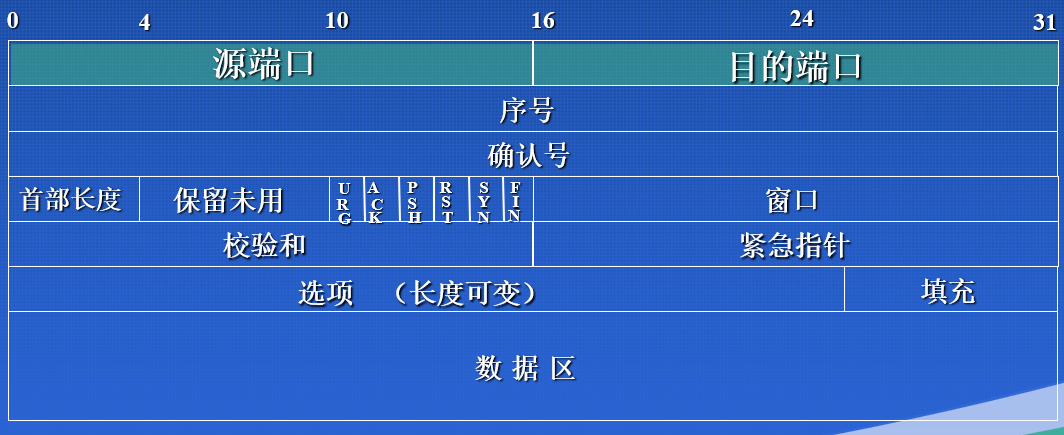 0 4 10 16 24 31
源端口 目的端口
序号
确认号
首部长度 保留未用 URG ACK PSH RST SYN FIN 窗口
校验和 紧急指针
选项 （长度可变） 填充
数据区